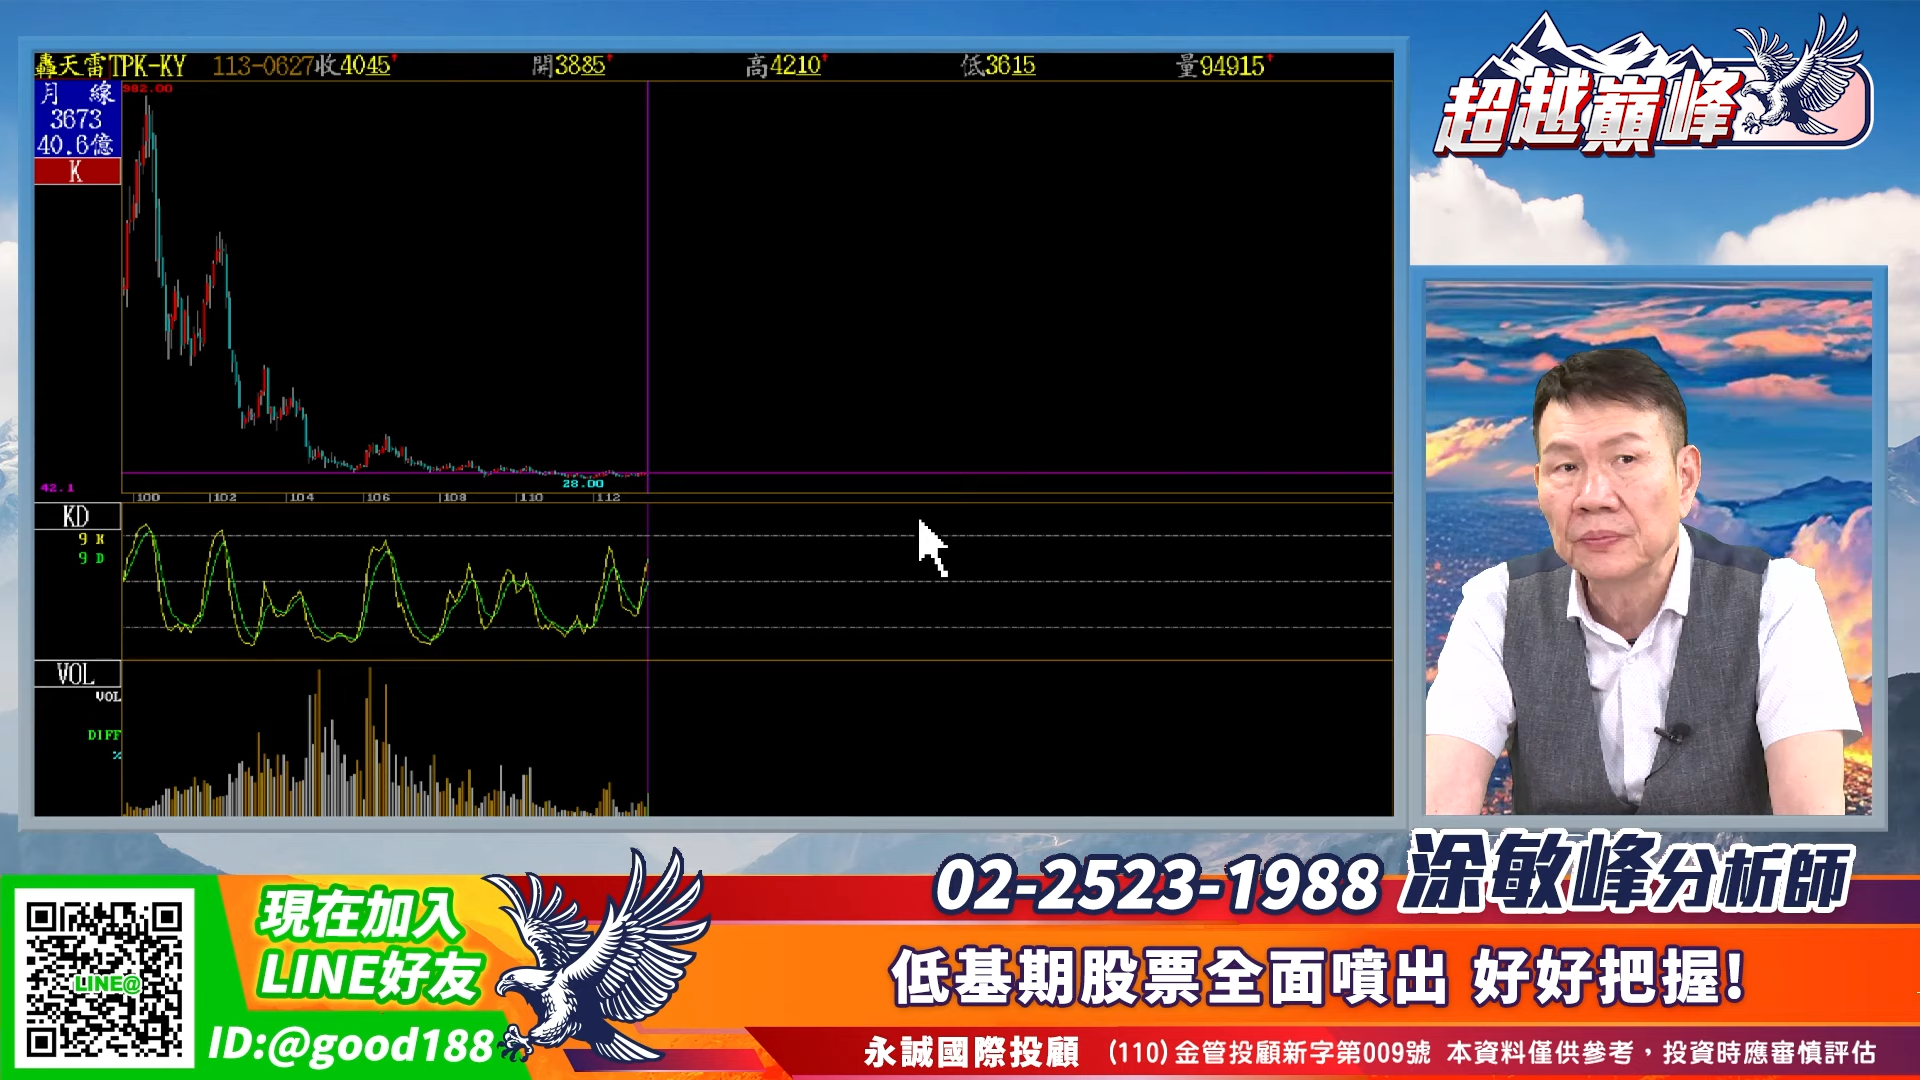 轟天雷TPK-KY 113-0627收4045 開3885 高4210 低3615 量94915
月 線
3673
40.6億
K
982.00
42.1
28.00
100 102 104 106 108 110 112
KD
9 K
9 D
VOL
VOL
DIFF
%
超越巔峰
02-2523-1988 涂敏峰分析師
現在加入
LINE好友
LINE@
ID:@good188
低基期股票全面噴出 好好把握!
永誠國際投顧 (110)金管投顧新字第009號 本資料僅供參考，投資時應審慎評估